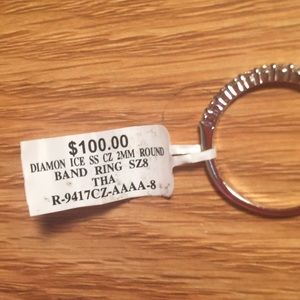 $100.00
DIAMON ICE SS CZ 2MM ROUND
BAND RING SZ8
THA
R-9417CZ-AAAA-8